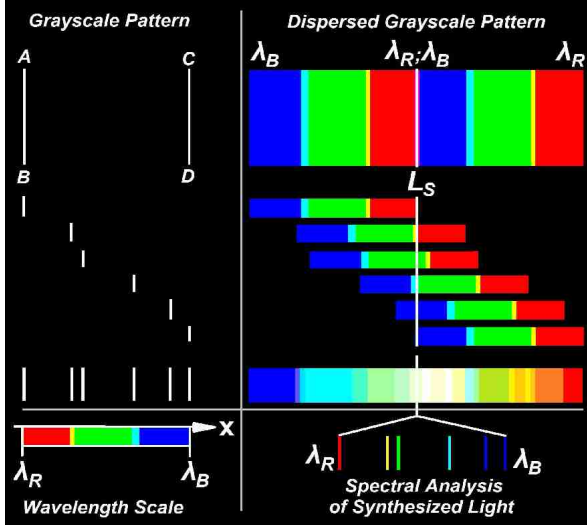 Grayscale Pattern
Dispersed Grayscale Pattern
λB
λR;λB
λR
A
C
B
D
LS
x
λR
λB
λR
λB
Wavelength Scale
Spectral Analysis
of Synthesized Light